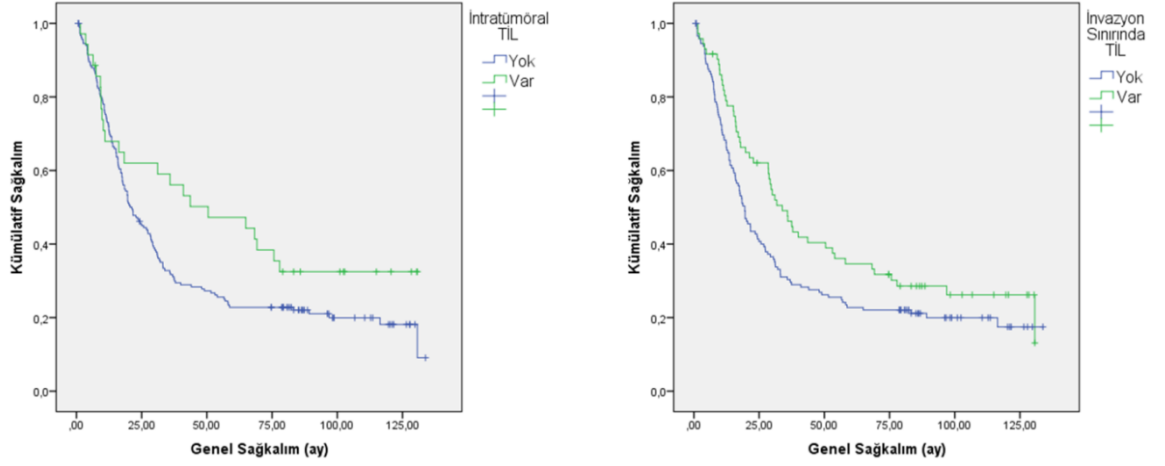 İntratümöral
TİL
Yok
Var
Kümülatif Sağkalım
1,0
0,8
0,6
0,4
0,2
0,0
,00
25,00
50,00
75,00
100,00
125,00
Genel Sağkalım (ay)
İnvazyon
Sınırında
TİL
Yok
Var
Kümülatif Sağkalım
1,0
0,8
0,6
0,4
0,2
0,0
,00
25,00
50,00
75,00
100,00
125,00
Genel Sağkalım (ay)